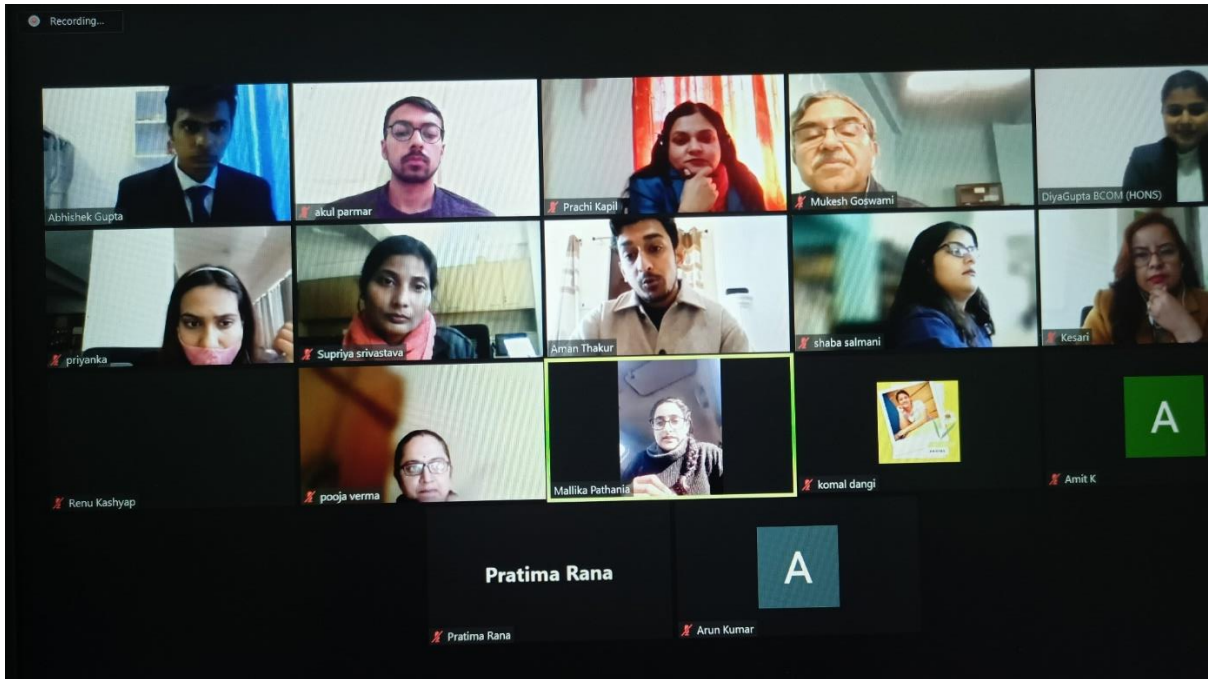 Recording...
Abhishek Gupta
akul parmar
Prachi Kapil
Mukesh Goswami
DiyaGupta BCOM (HONS)
priyanka
Supriya srivastava
Aman Thakur
shaba salmani
Kesari
Renu Kashyap
pooja verma
Mallika Pathania
komal dangi
A
Amit K
Pratima Rana
A
Pratima Rana
Arun Kumar